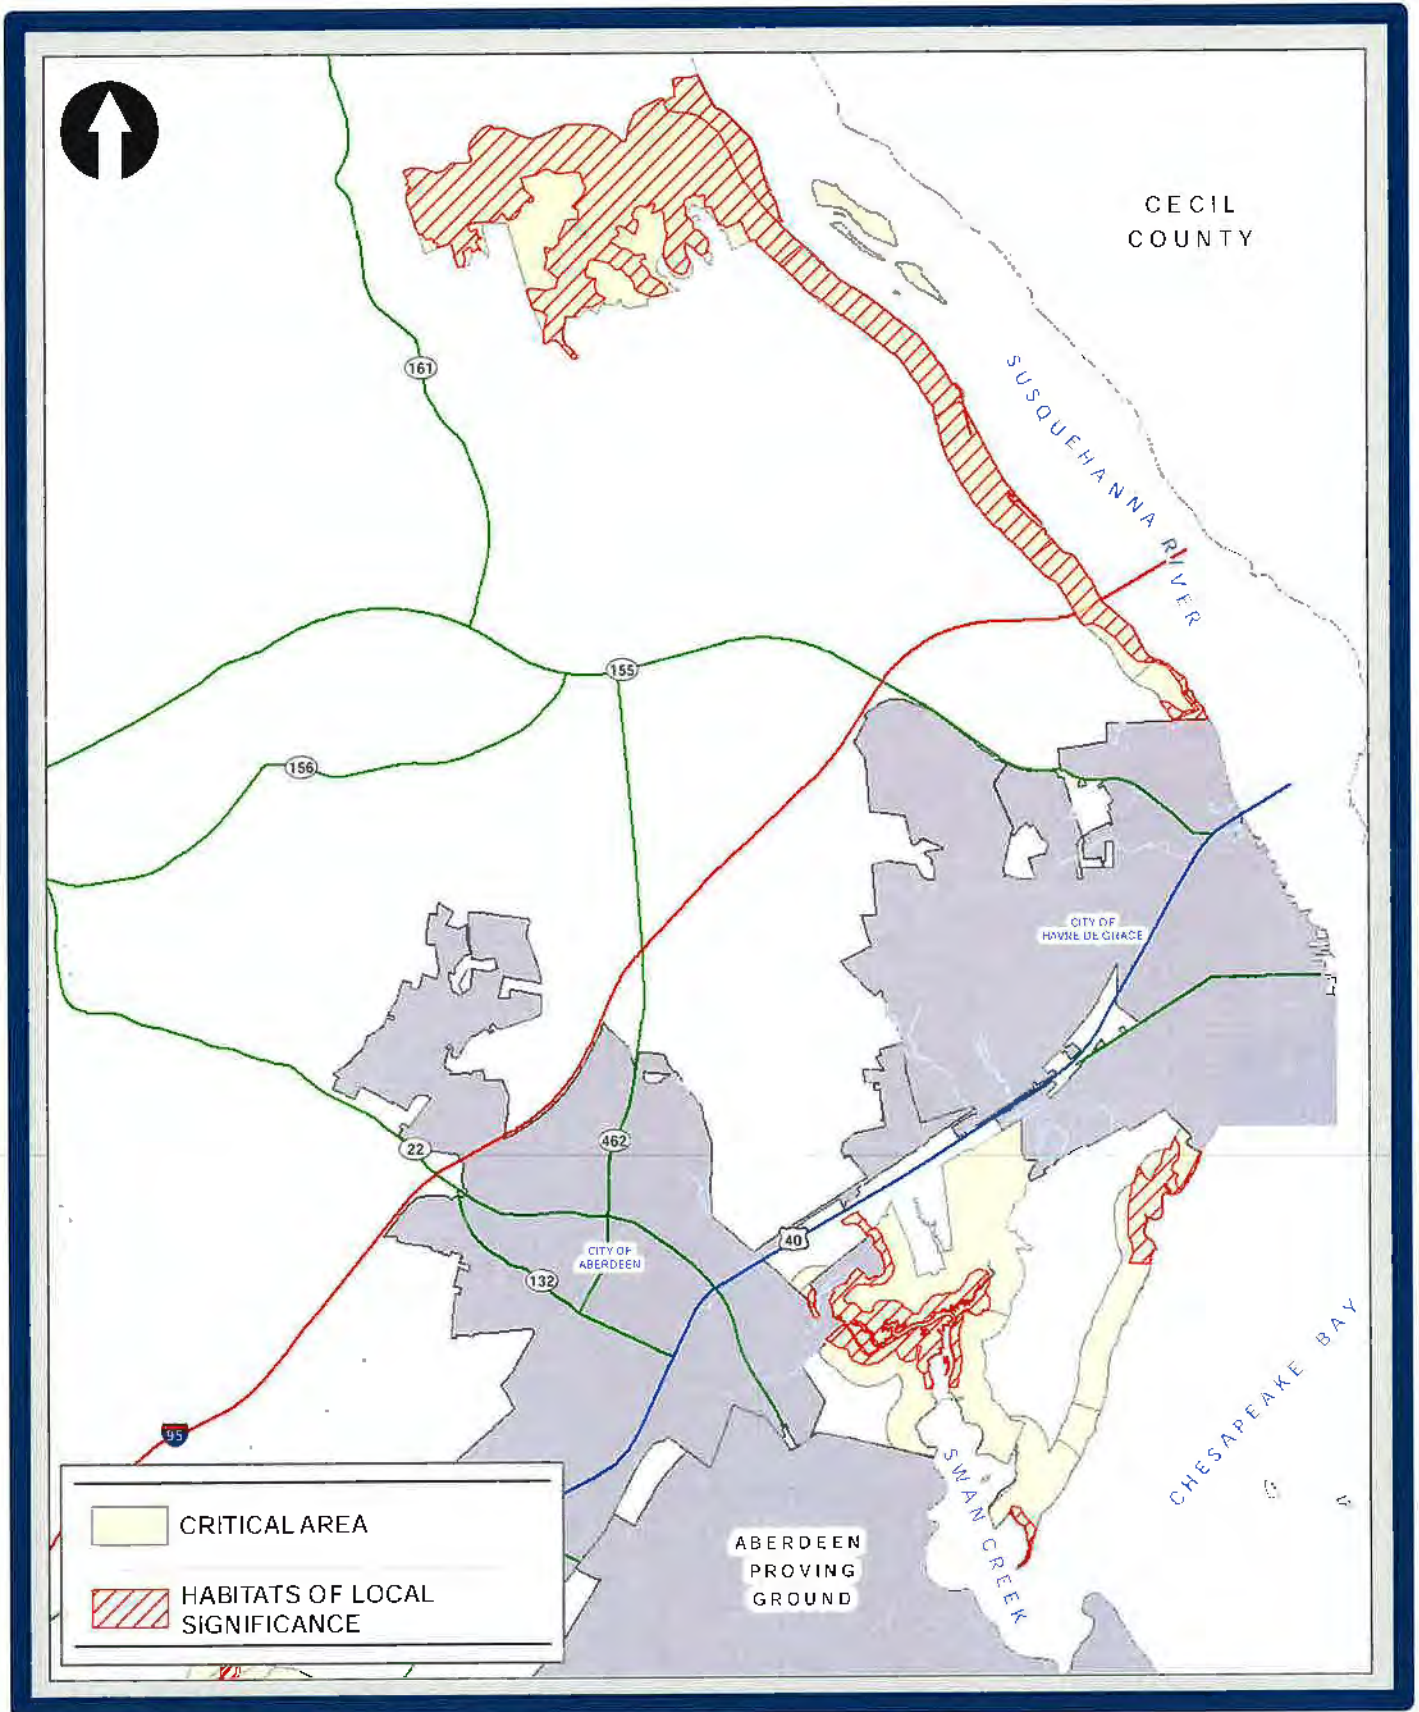 CECIL
COUNTY
161
SUSQUEHANNA RIVER
155
156
CITY OF
HAVRE DE GRACE
22
462
40
CITY OF
ABERDEEN
132
CHESAPEAKE BAY
95
SWAN CREEK
CRITICAL AREA
HABITATS OF LOCAL
SIGNIFICANCE
ABERDEEN
PROVING
GROUND